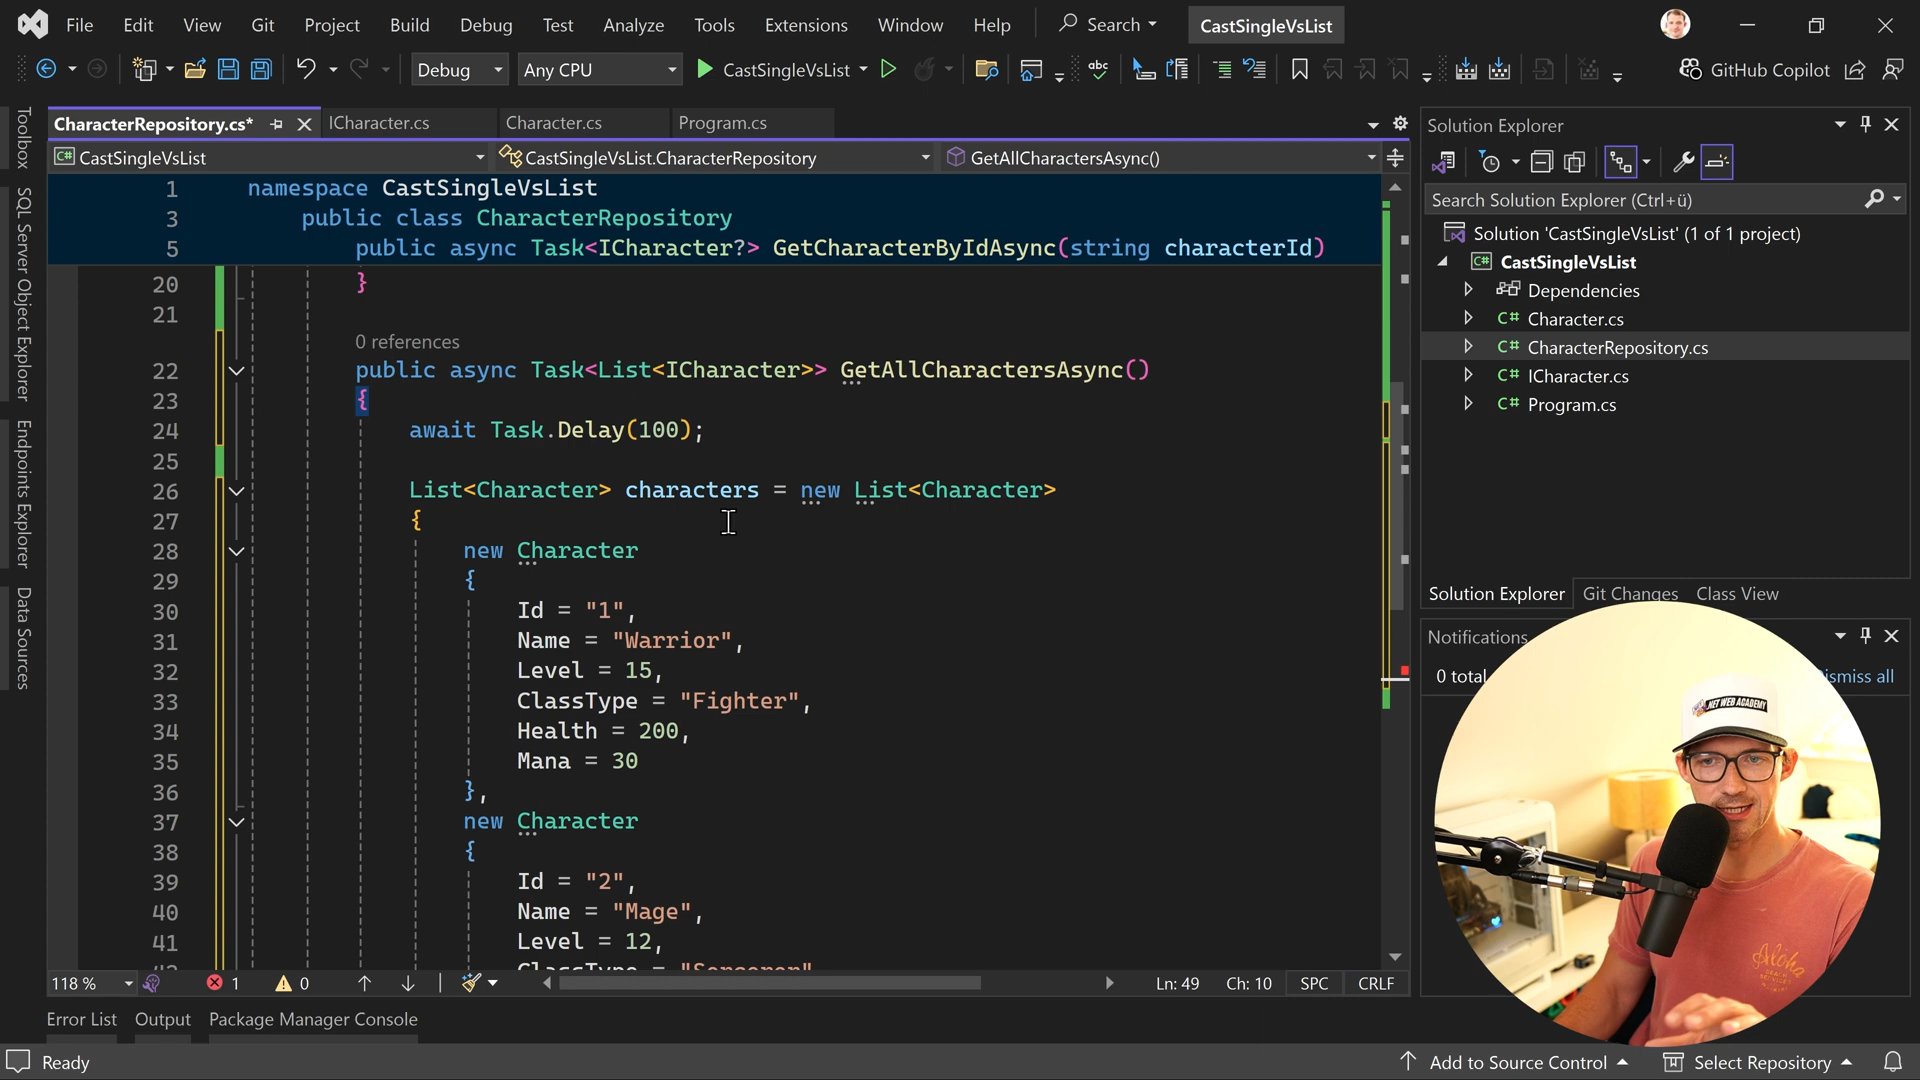 File Edit View Git Project Build Debug Test Analyze Tools Extensions Window Help Search CastSingleVsList
Debug Any CPU CastSingleVsList GitHub Copilot
CharacterRepository.cs* ICharacter.cs Character.cs Program.cs
CastSingleVsList CastSingleVsList.CharacterRepository GetAllCharactersAsync()
Toolbox
SQL Server Object Explorer
Endpoints Explorer
Data Sources
1 namespace CastSingleVsList
3 public class CharacterRepository
5 public async Task<ICharacter?> GetCharacterByIdAsync(string characterId)
20 }
21
0 references
22 public async Task<List<ICharacter>> GetAllCharactersAsync()
23 {
24 await Task.Delay(100);
25
26 List<Character> characters = new List<Character>
27 {
28 new Character
29 {
30 Id = "1",
31 Name = "Warrior",
32 Level = 15,
33 ClassType = "Fighter",
34 Health = 200,
35 Mana = 30
36 },
37 new Character
38 {
39 Id = "2",
40 Name = "Mage",
41 Level = 12,
42 ClassType = "Sorcerer"
118 % 1 0 Ln: 49 Ch: 10 SPC CRLF
Error List Output Package Manager Console
Ready Add to Source Control Select Repository
Solution Explorer
Search Solution Explorer (Ctrl+ü)
Solution 'CastSingleVsList' (1 of 1 project)
CastSingleVsList
Dependencies
Character.cs
CharacterRepository.cs
ICharacter.cs
Program.cs
Solution Explorer Git Changes Class View
Notifications
0 total ismiss all
.NET WEB ACADEMY
Aloha